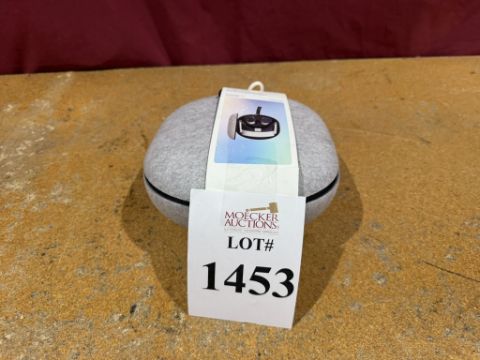 MOECKER
AUCTIONS
LOT#
1453